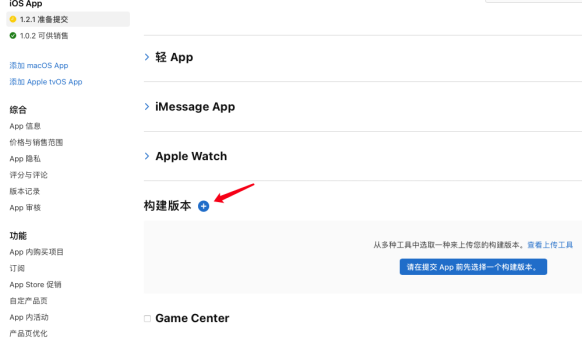 iOS App
1.2.1 准备提交
1.0.2 可供销售
添加 macOS App
添加 Apple tvOS App
综合
App 信息
价格与销售范围
App 隐私
评分与评论
版本记录
App 审核
功能
App 内购买项目
订阅
App Store 促销
自定产品页
App 内活动
产品页优化
轻 App
iMessage App
Apple Watch
构建版本
从多种工具中选取一种来上传您的构建版本。查看上传工具
请在提交 App 前先选择一个构建版本。
Game Center